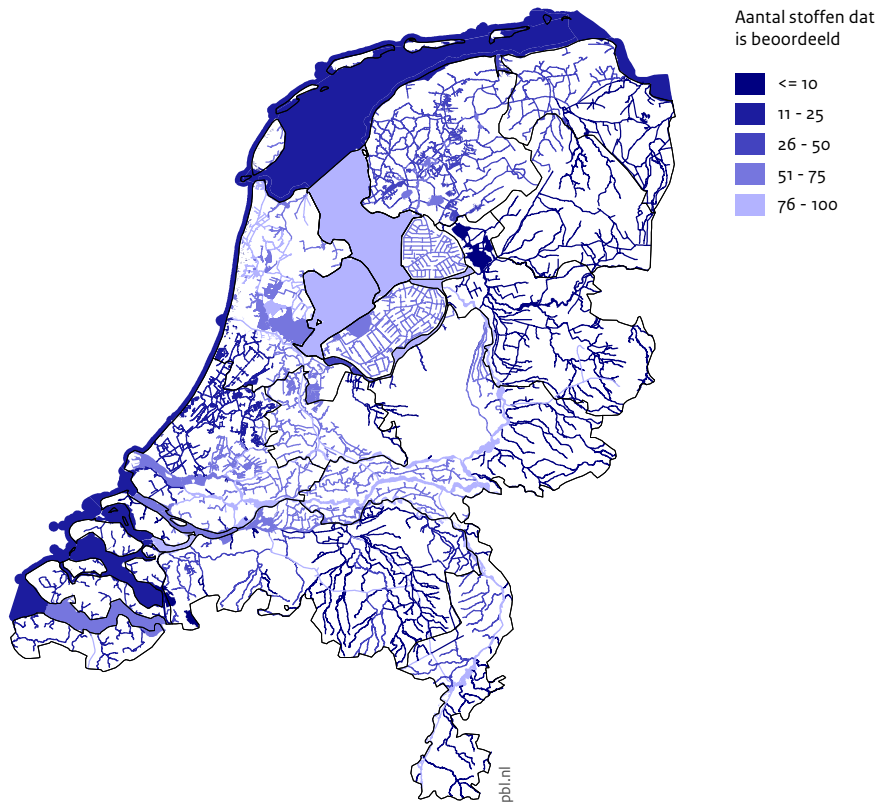 Aantal stoffen dat
is beoordeeld
<= 10
11 - 25
26 - 50
51 - 75
76 - 100
pbl.nl